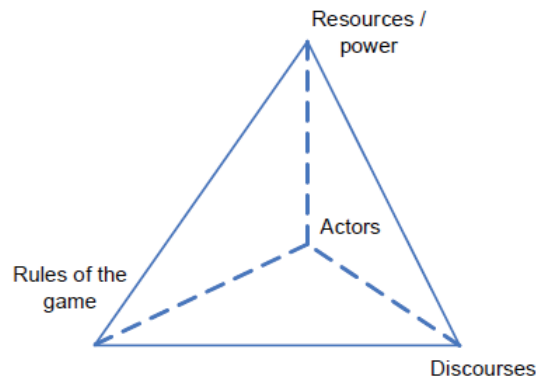 Resources /
power
Actors
Rules of the
game
Discourses